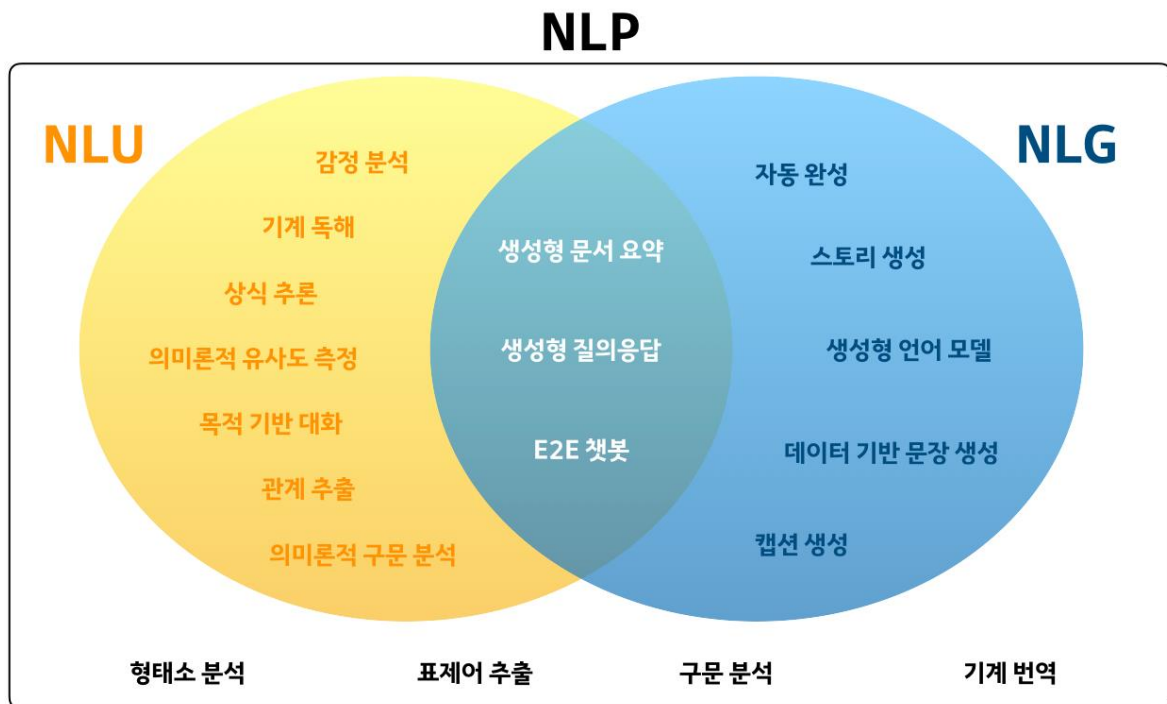 NLP
NLU
감정 분석
기계 독해
상식 추론
의미론적 유사도 측정
목적 기반 대화
관계 추출
의미론적 구문 분석
생성형 문서 요약
생성형 질의응답
E2E 챗봇
NLG
자동 완성
스토리 생성
생성형 언어 모델
데이터 기반 문장 생성
캡션 생성
형태소 분석
표제어 추출
구문 분석
기계 번역